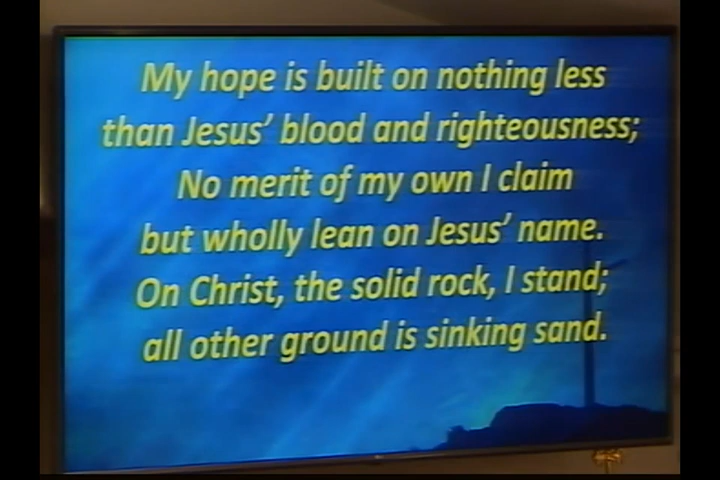 My hope is built on nothing less
than Jesus’ blood and righteousness;
No merit of my own I claim
but wholly lean on Jesus’ name.
On Christ, the solid rock, I stand;
all other ground is sinking sand.